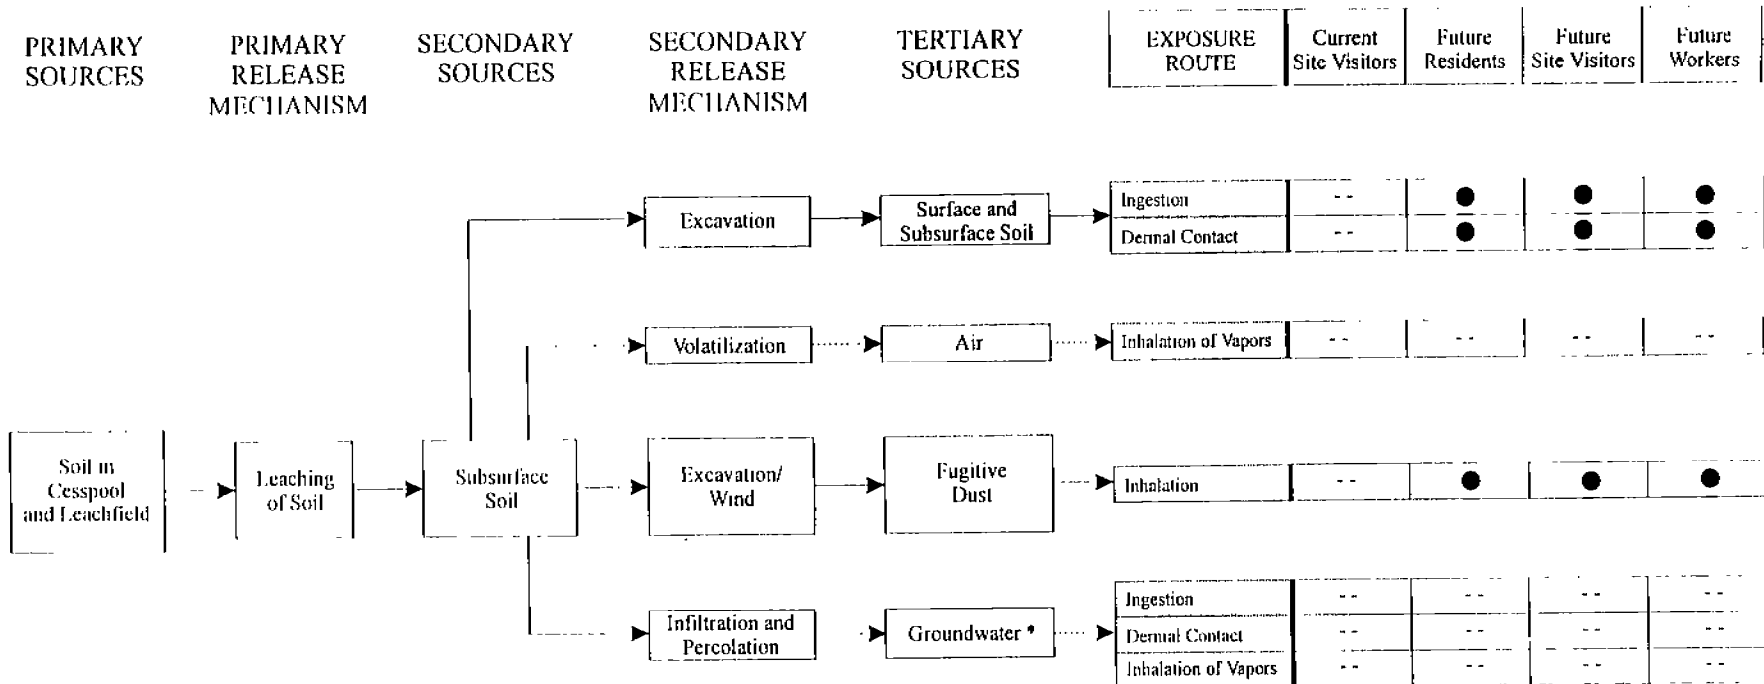 PRIMARY
SOURCES
PRIMARY
RELEASE
MECHANISM
SECONDARY
SOURCES
SECONDARY
RELEASE
MECHANISM
TERTIARY
SOURCES
EXPOSURE
ROUTE
Current
Site Visitors
Future
Residents
Future
Site Visitors
Future
Workers
Excavation
Surface and
Subsurface Soil
Ingestion
- -
Dermal Contact
- -
Volatilization
Air
Inhalation of Vapors
- -
- -
- -
- -
Soil in
Cesspool
and Leachfield
Leaching
of Soil
Subsurface
Soil
Excavation/
Wind
Fugitive
Dust
Inhalation
- -
Infiltration and
Percolation
Groundwater *
Ingestion
- -
- -
- -
- -
Dermal Contact
- -
- -
- -
- -
Inhalation of Vapors
- -
- -
- -
- -